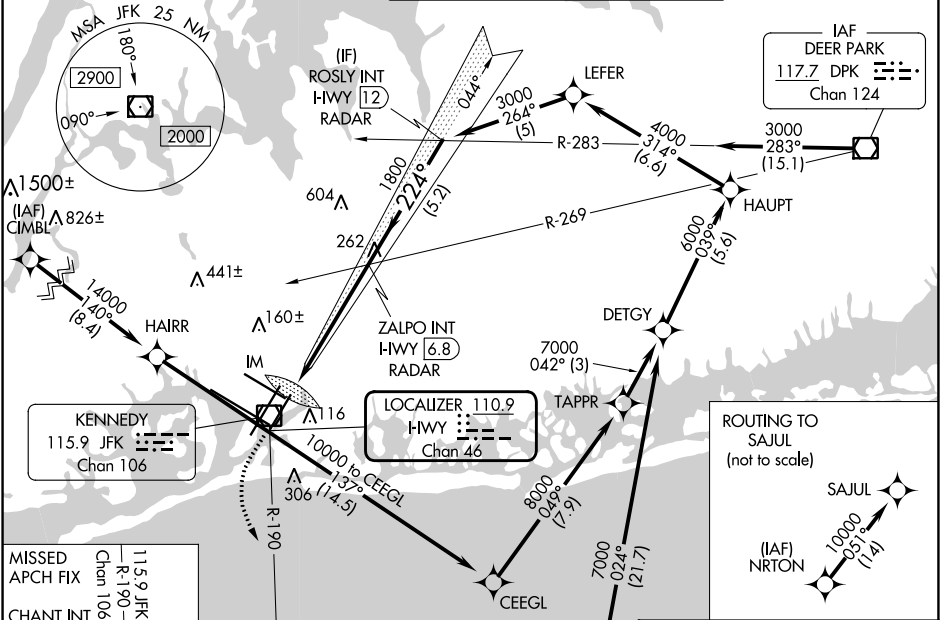 MSA JFK 25 NM
180°
2900
090°
2000
1500±
(IAF)
CIMBL
826±
14000
140°
(8.4)
HAIRR
441±
604
262
160±
IM
116
306
(IF)
ROSLY INT
I-WY 12
RADAR
044°
1800
224°
(5.2)
3000
264°
(5)
LEFER
4000
314°
(6.6)
R-283
3000
283°
(15.1)
IAF
DEER PARK
117.7 DPK
Chan 124
HAUPT
R-269
6000
039°
(5.6)
DETGY
7000
042° (3)
TAPPR
ZALPO INT
I-WY 6.8
RADAR
KENNEDY
115.9 JFK
Chan 106
LOCALIZER 110.9
I-WY
Chan 46
10000 to CEEGL
137°
(14.5)
R-190
8000
049°
(7.9)
CEEGL
7000
024°
(21.7)
ROUTING TO
SAJUL
(not to scale)
SAJUL
10000
051°
(14)
(IAF)
NRTON
MISSED
APCH FIX
CHANT INT
115.9 JFK
R-190
Chan 106